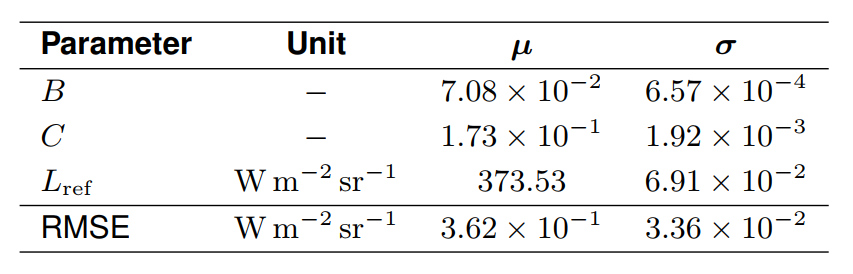 Parameter Unit μ σ
B – 7.08 × 10⁻² 6.57 × 10⁻⁴
C – 1.73 × 10⁻¹ 1.92 × 10⁻³
L_ref W m⁻² sr⁻¹ 373.53 6.91 × 10⁻²
RMSE W m⁻² sr⁻¹ 3.62 × 10⁻¹ 3.36 × 10⁻²